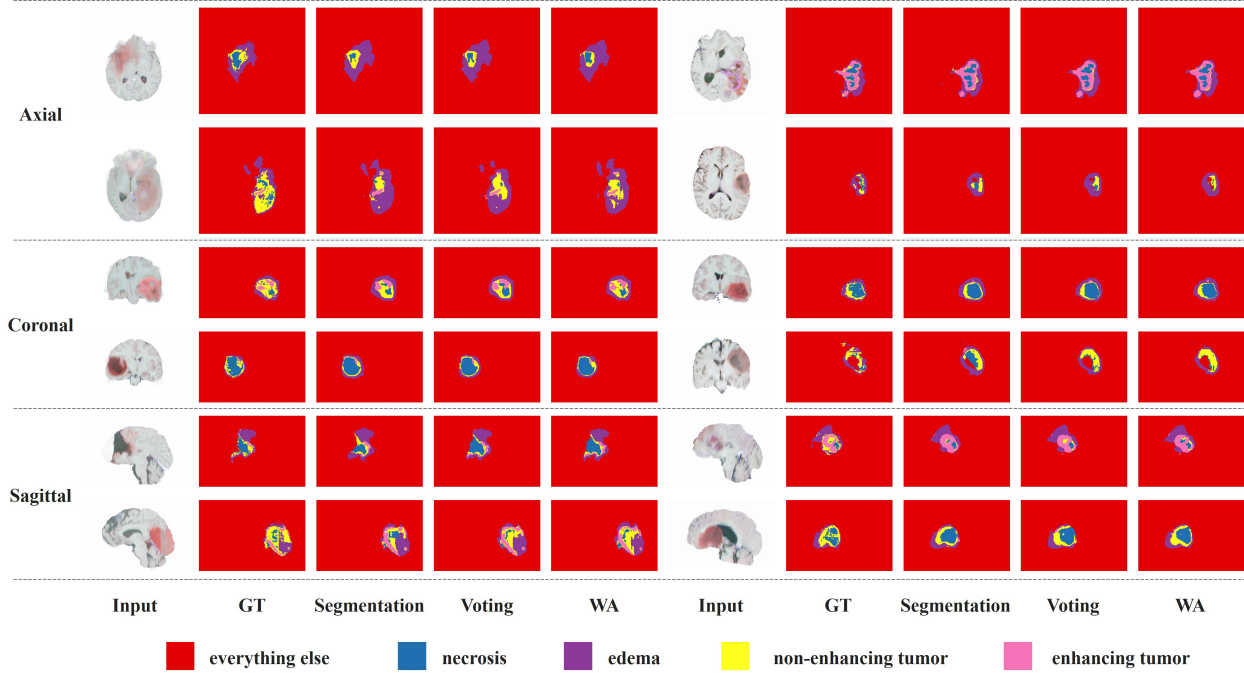 Axial
Coronal
Sagittal
Input GT Segmentation Voting WA Input GT Segmentation Voting WA
everything else necrosis edema non-enhancing tumor enhancing tumor